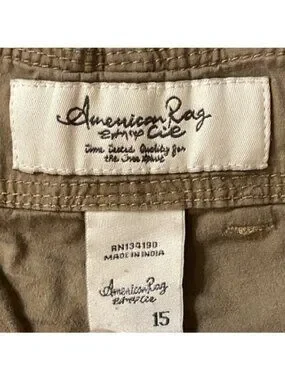 American Rag
Cie
Time Tested Quality for
the Free Spirit
RN134190
MADE IN INDIA
American Rag
Cie
15